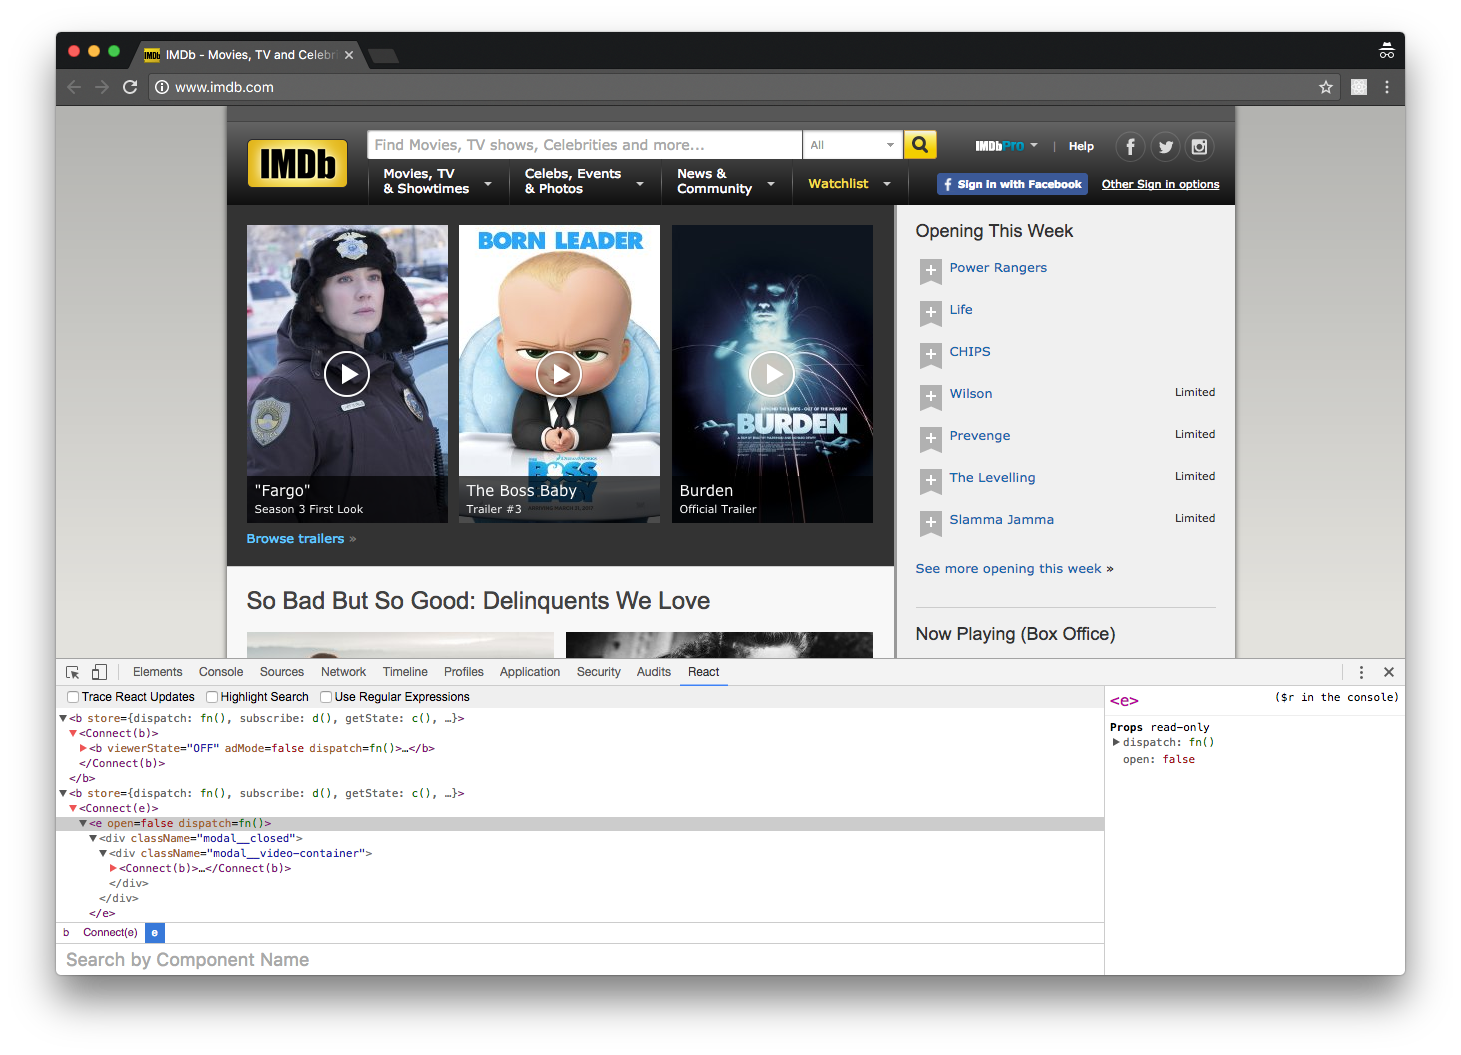 IMDb IMDb - Movies, TV and Celebri
www.imdb.com
IMDb
Find Movies, TV shows, Celebrities and more...
All
IMDbPro
Help
Movies, TV
& Showtimes
Celebs, Events
& Photos
News &
Community
Watchlist
Sign in with Facebook
Other Sign in options
"Fargo"
Season 3 First Look
BORN LEADER
THE
BOSS
BABY
The Boss Baby
Trailer #3
BURDEN
Burden
Official Trailer
Browse trailers »
Opening This Week
Power Rangers
Life
CHIPS
Wilson Limited
Prevenge Limited
The Levelling Limited
Slamma Jamma Limited
See more opening this week »
Now Playing (Box Office)
So Bad But So Good: Delinquents We Love
Elements Console Sources Network Timeline Profiles Application Security Audits React
Trace React Updates Highlight Search Use Regular Expressions
<b store={dispatch: fn(), subscribe: d(), getState: c(), …}>
<Connect(b)>
<b viewerState="OFF" adMode=false dispatch=fn()>…</b>
</Connect(b)>
</b>
<b store={dispatch: fn(), subscribe: d(), getState: c(), …}>
<Connect(e)>
<e open=false dispatch=fn()>
<div className="modal__closed">
<div className="modal__video-container">
<Connect(b)>…</Connect(b)>
</div>
</div>
</e>
b Connect(e) e
Search by Component Name
<e> ($r in the console)
Props read-only
dispatch: fn()
open: false